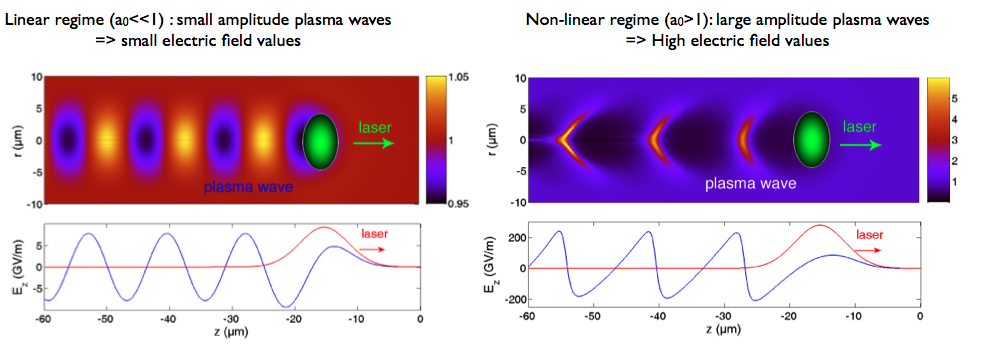 Linear regime (a0<<1) : small amplitude plasma waves
=> small electric field values
10
5
0
-5
-10
r (µm)
laser
plasma wave
1.05
1
0.95
5
0
-5
Ez (GV/m)
laser
-60
-50
-40
-30
-20
-10
0
z (µm)
Non-linear regime (a0>1): large amplitude plasma waves
=> High electric field values
10
5
0
-5
-10
r (µm)
laser
plasma wave
5
4
3
2
1
200
0
-200
Ez (GV/m)
laser
-60
-50
-40
-30
-20
-10
0
z (µm)